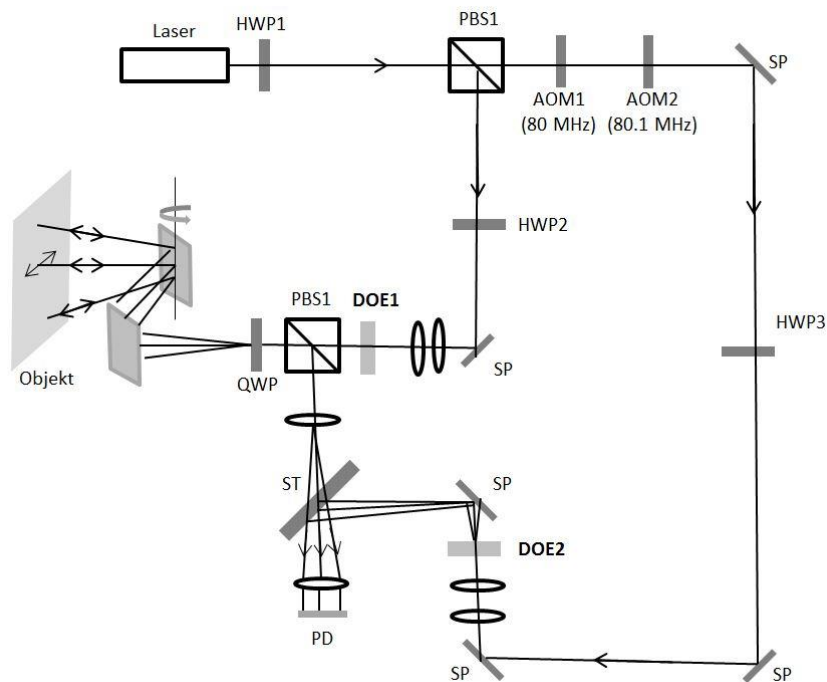 Laser
HWP1
PBS1
SP
AOM1
(80 MHz)
AOM2
(80.1 MHz)
HWP2
PBS1
DOE1
HWP3
Objekt
QWP
SP
ST
SP
DOE2
PD
SP
SP